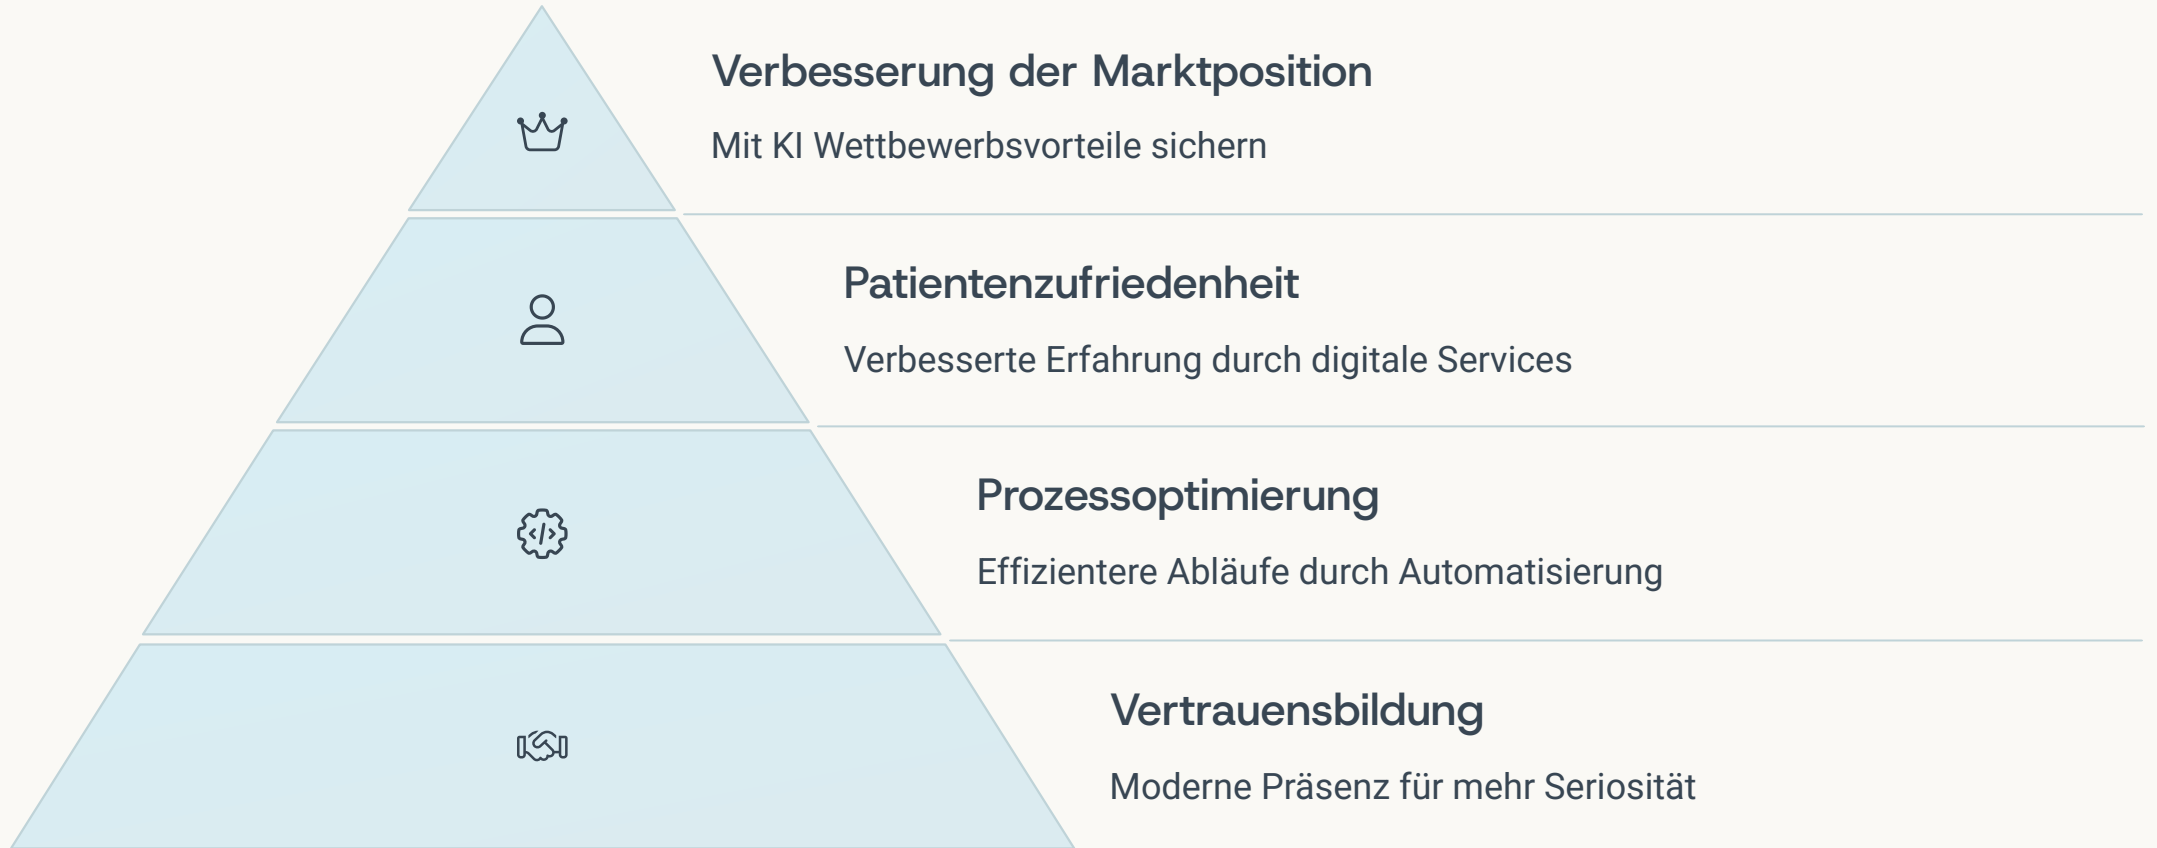 Verbesserung der Marktposition
Mit KI Wettbewerbsvorteile sichern
Patientenzufriedenheit
Verbesserte Erfahrung durch digitale Services
Prozessoptimierung
Effizientere Abläufe durch Automatisierung
Vertrauensbildung
Moderne Präsenz für mehr Seriosität